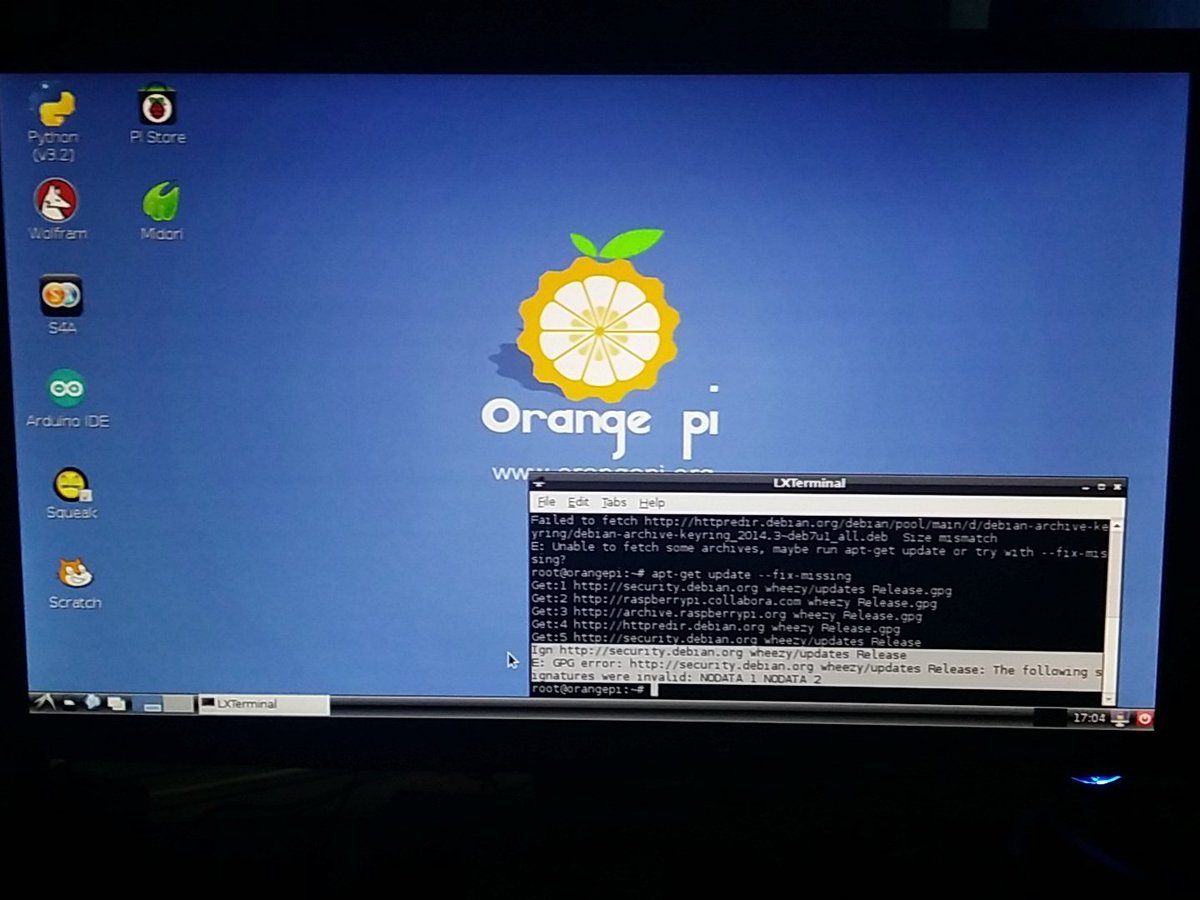 Python
(v3.2)
Pi Store
Wolfram
Midori
S4A
Arduino IDE
Squeak
Scratch
Orange pi
www.orangepi.org
LXTerminal
File Edit Tabs Help
Failed to fetch http://httpredir.debian.org/debian/pool/main/d/debian-archive-ke
yring/debian-archive-keyring_2014.3~deb7u1_all.deb  Size mismatch
E: Unable to fetch some archives, maybe run apt-get update or try with --fix-mis
sing?
root@orangepi:~# apt-get update --fix-missing
Get:1 http://security.debian.org wheezy/updates Release.gpg
Get:2 http://raspberrypi.collabora.com wheezy Release.gpg
Get:3 http://archive.raspberrypi.org wheezy Release.gpg
Get:4 http://httpredir.debian.org wheezy Release.gpg
Get:5 http://security.debian.org wheezy/updates Release
Ign http://security.debian.org wheezy/updates Release
E: GPG error: http://security.debian.org wheezy/updates Release: The following s
ignatures were invalid: NODATA 1 NODATA 2
root@orangepi:~#
LXTerminal
17:04